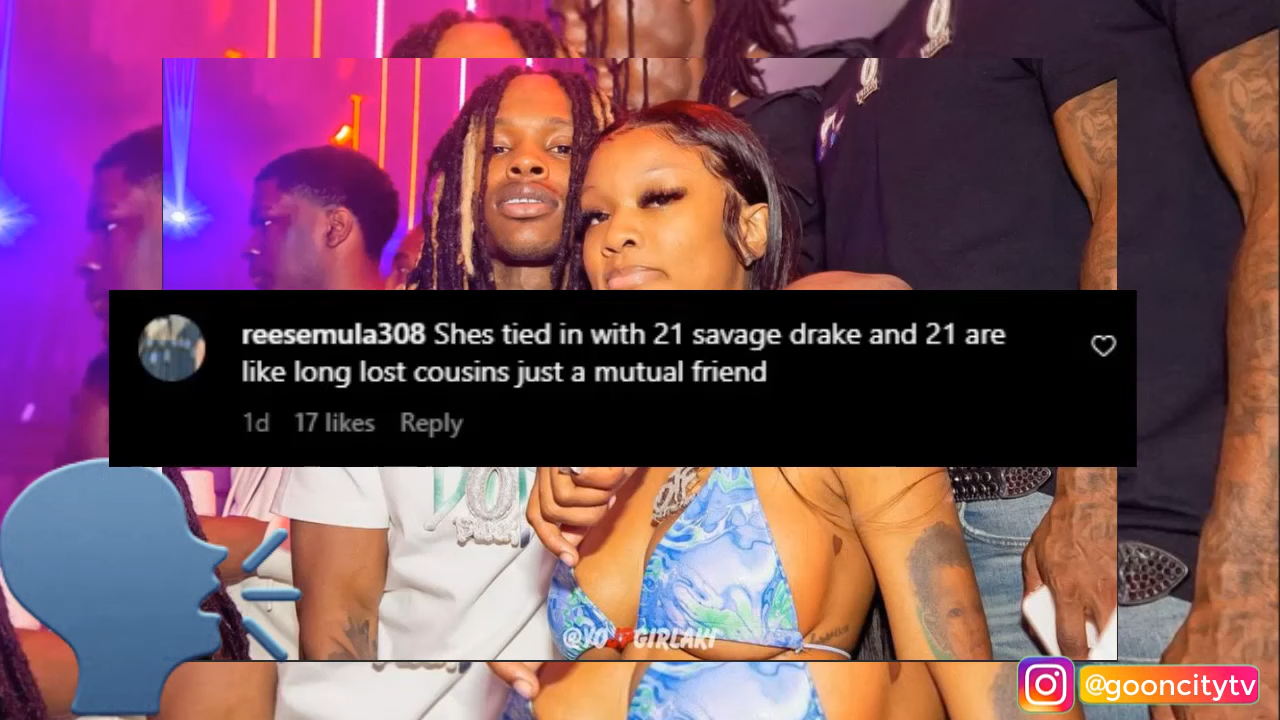 reesemula308 Shes tied in with 21 savage drake and 21 are
like long lost cousins just a mutual friend
1d 17 likes Reply
@gooncitytv